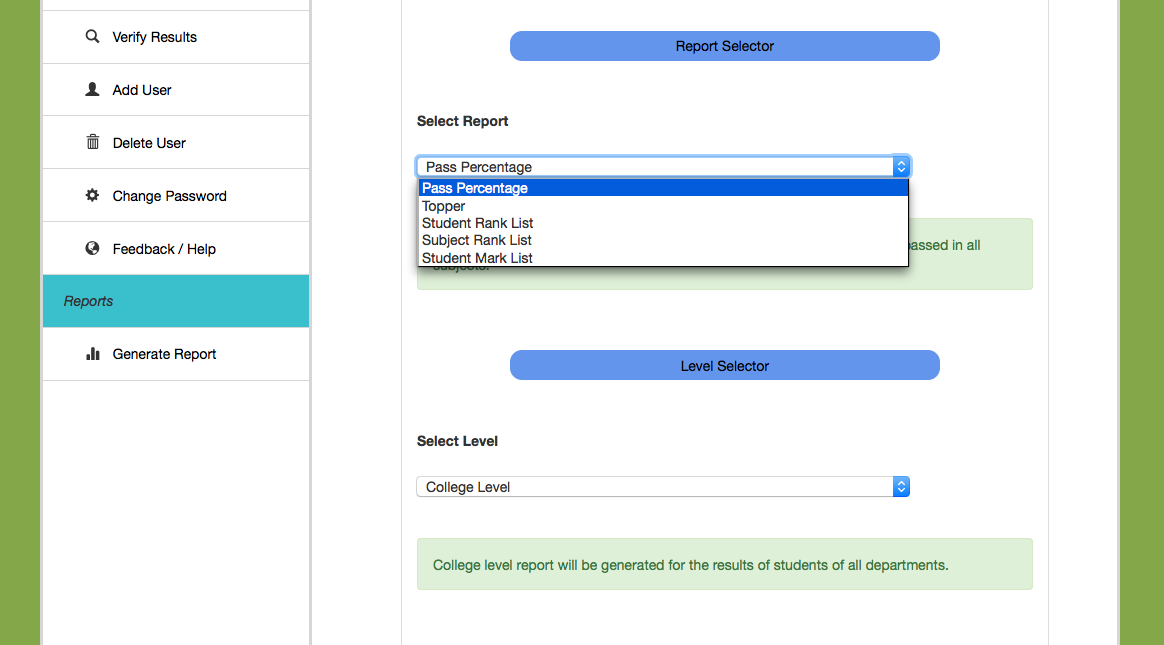 Verify Results
Add User
Delete User
Change Password
Feedback / Help
Reports
Generate Report
Report Selector
Select Report
Pass Percentage
Pass Percentage
Topper
Student Rank List
Subject Rank List
Student Mark List
passed in all
subjects.
Level Selector
Select Level
College Level
College level report will be generated for the results of students of all departments.